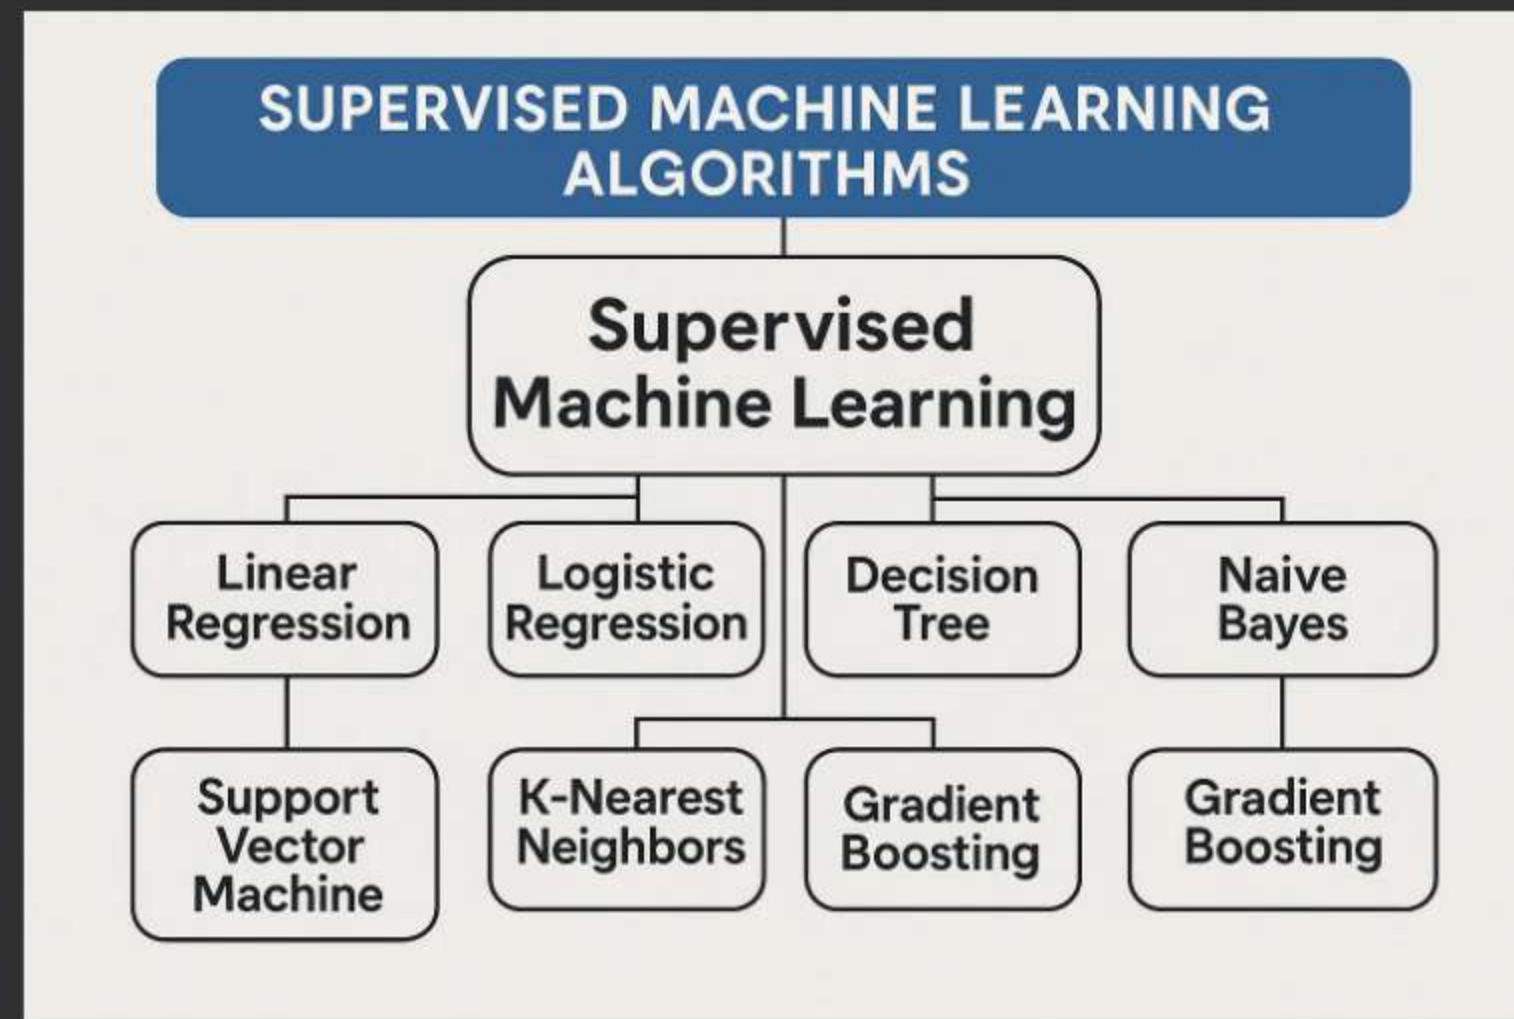 SUPERVISED MACHINE LEARNING
ALGORITHMS
Supervised
Machine Learning
Linear
Regression
Logistic
Regression
Decision
Tree
Naive
Bayes
Support
Vector
Machine
K-Nearest
Neighbors
Gradient
Boosting
Gradient
Boosting